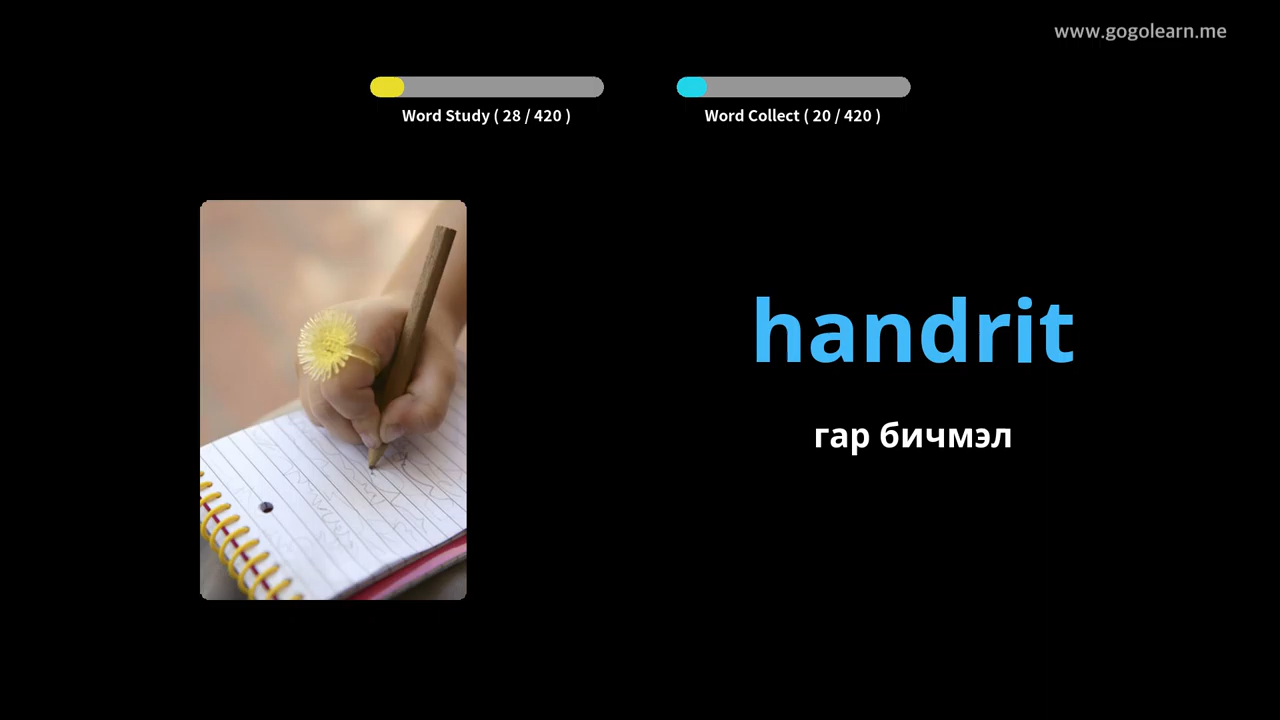 www.gogolearn.me
Word Study ( 28 / 420 )
Word Collect ( 20 / 420 )
handrit
гар бичмэл